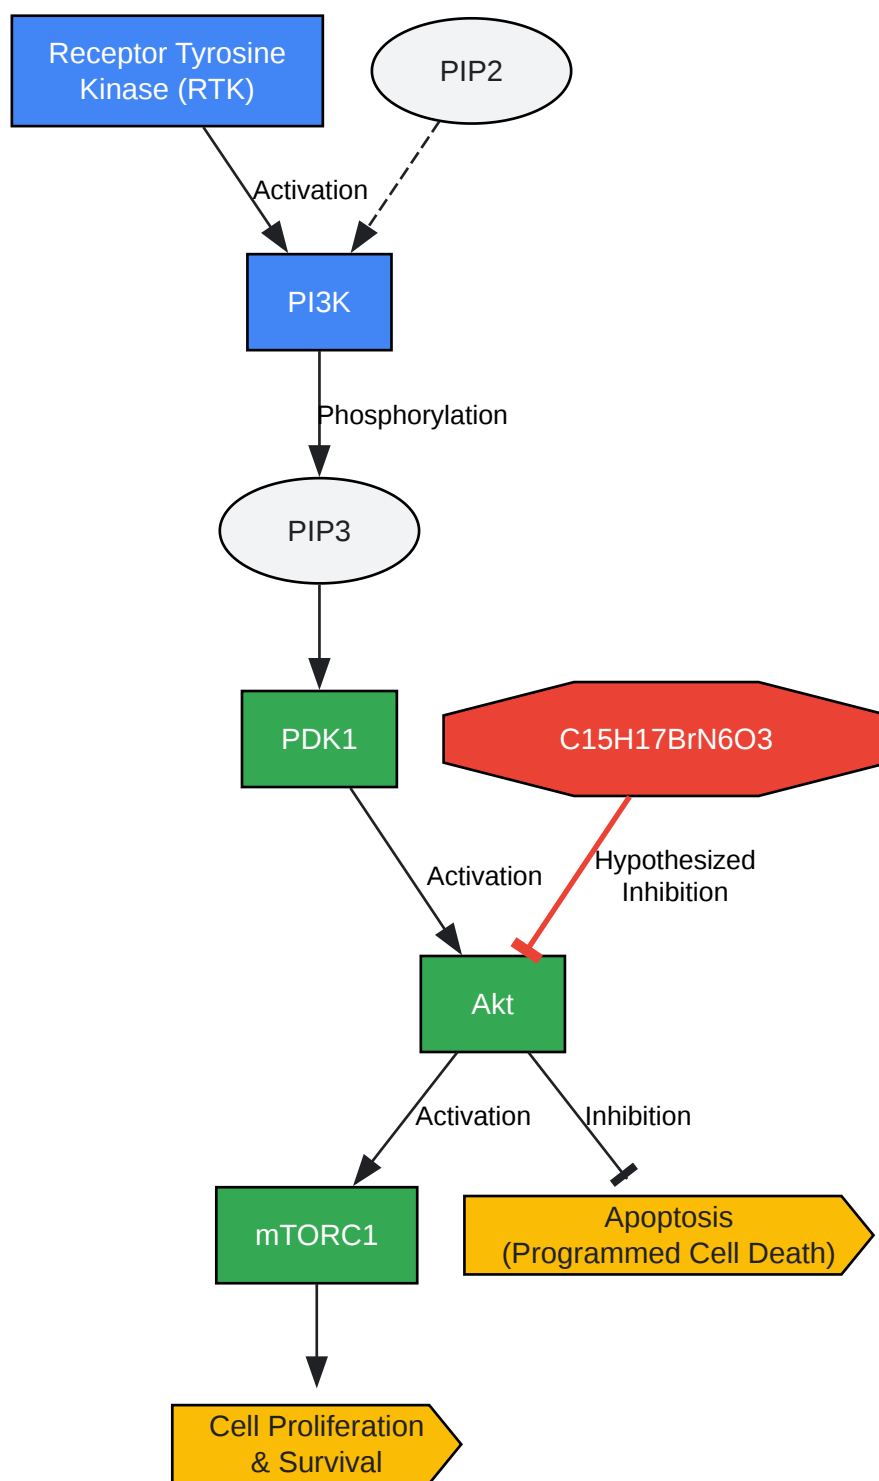 Receptor Tyrosine
Kinase (RTK)
PIP2
Activation
PI3K
Phosphorylation
PIP3
PDK1
C15H17BrN6O3
Activation
Hypothesized
Inhibition
Akt
Activation
Inhibition
mTORC1
Apoptosis
(Programmed Cell Death)
Cell Proliferation
& Survival